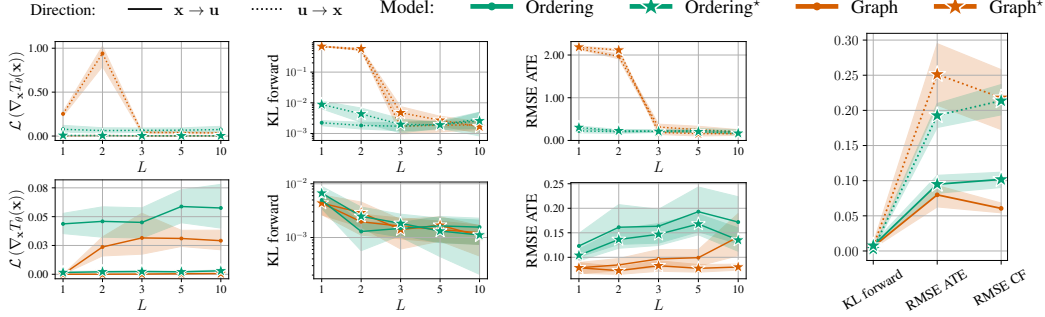 Direction: x → u u → x Model: Ordering Ordering* Graph Graph*
ℒ (∇ₓT_θ(x))
1.00
0.75
0.50
0.25
0.00
1 2 3 5 10
L
KL forward
10⁻¹
10⁻²
10⁻³
1 2 3 5 10
L
RMSE ATE
2.00
1.00
0.00
1 2 3 5 10
L
ℒ (∇ₓT_θ(x))
0.08
0.05
0.03
0.00
1 2 3 5 10
L
KL forward
10⁻²
10⁻³
1 2 3 5 10
L
RMSE ATE
0.25
0.20
0.15
0.10
1 2 3 5 10
L
0.30
0.25
0.20
0.15
0.10
0.05
0.00
KL forward
RMSE ATE
RMSE CF